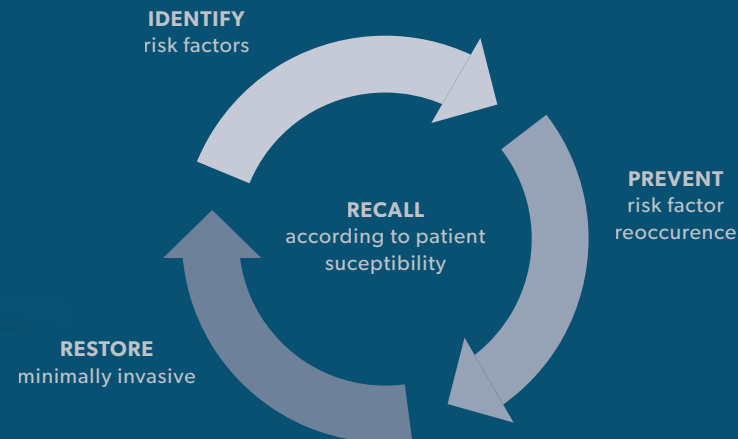 IDENTIFY
risk factors
PREVENT
risk factor
reoccurence
RECALL
according to patient
suceptibility
RESTORE
minimally invasive